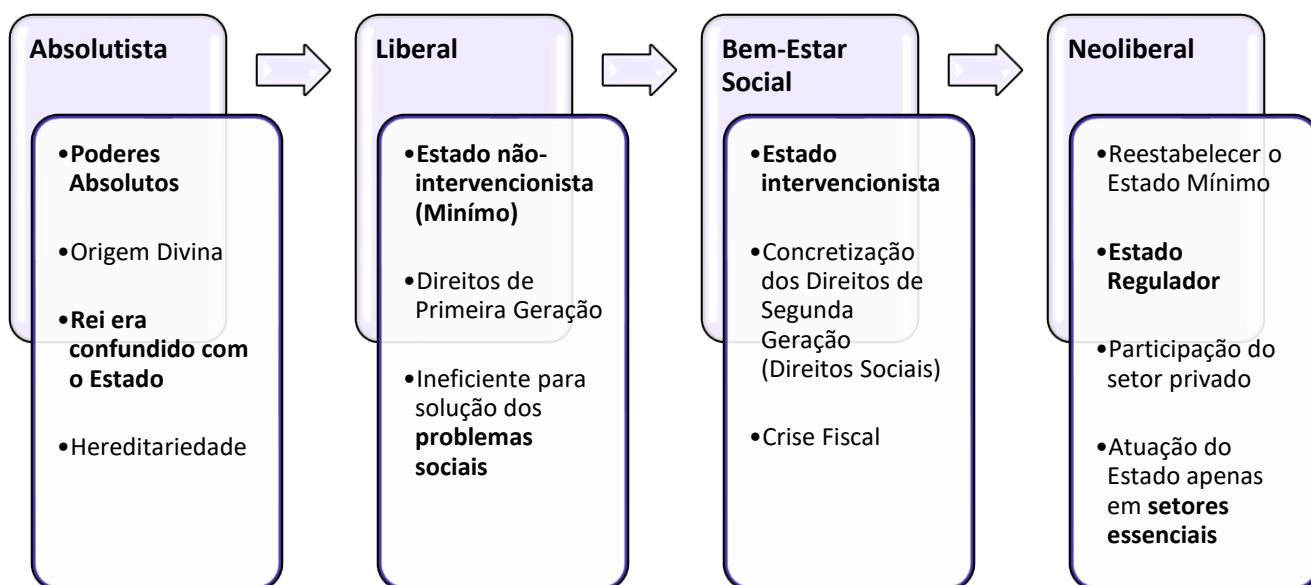 Absolutista
•Poderes
Absolutos
•Origem Divina
•Rei era
confundido com
o Estado
•Hereditariedade
Liberal
•Estado não-
intervencionista
(Minímo)
•Direitos de
Primeira Geração
•Ineficiente para
solução dos
problemas
sociais
Bem-Estar
Social
•Estado
intervencionista
•Concretização
dos Direitos de
Segunda
Geração
(Direitos Sociais)
•Crise Fiscal
Neoliberal
•Reestabelecer o
Estado Mínimo
•Estado
Regulador
•Participação do
setor privado
•Atuação do
Estado apenas
em setores
essenciais